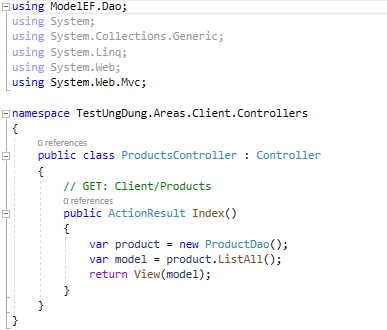 using ModelEF.Dao;
using System;
using System.Collections.Generic;
using System.Linq;
using System.Web;
using System.Web.Mvc;

namespace TestUngDung.Areas.Client.Controllers
{
0 references
public class ProductsController : Controller
{
// GET: Client/Products
0 references
public ActionResult Index()
{
var product = new ProductDao();
var model = product.ListAll();
return View(model);
}
}
}